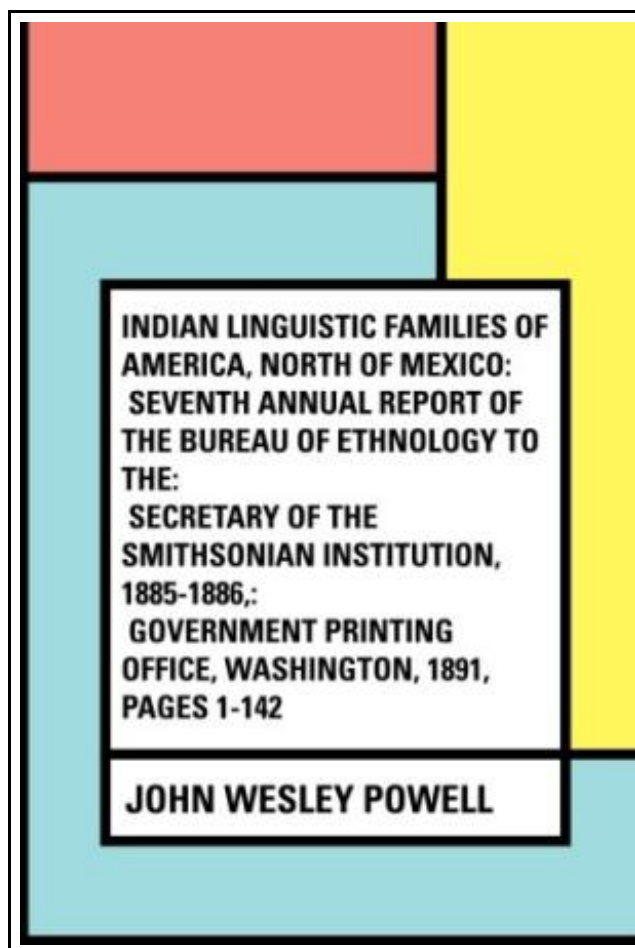 INDIAN LINGUISTIC FAMILIES OF
AMERICA, NORTH OF MEXICO:
SEVENTH ANNUAL REPORT OF
THE BUREAU OF ETHNOLOGY TO
THE:
SECRETARY OF THE
SMITHSONIAN INSTITUTION,
1885-1886,:
GOVERNMENT PRINTING
OFFICE, WASHINGTON, 1891,
PAGES 1-142
JOHN WESLEY POWELL